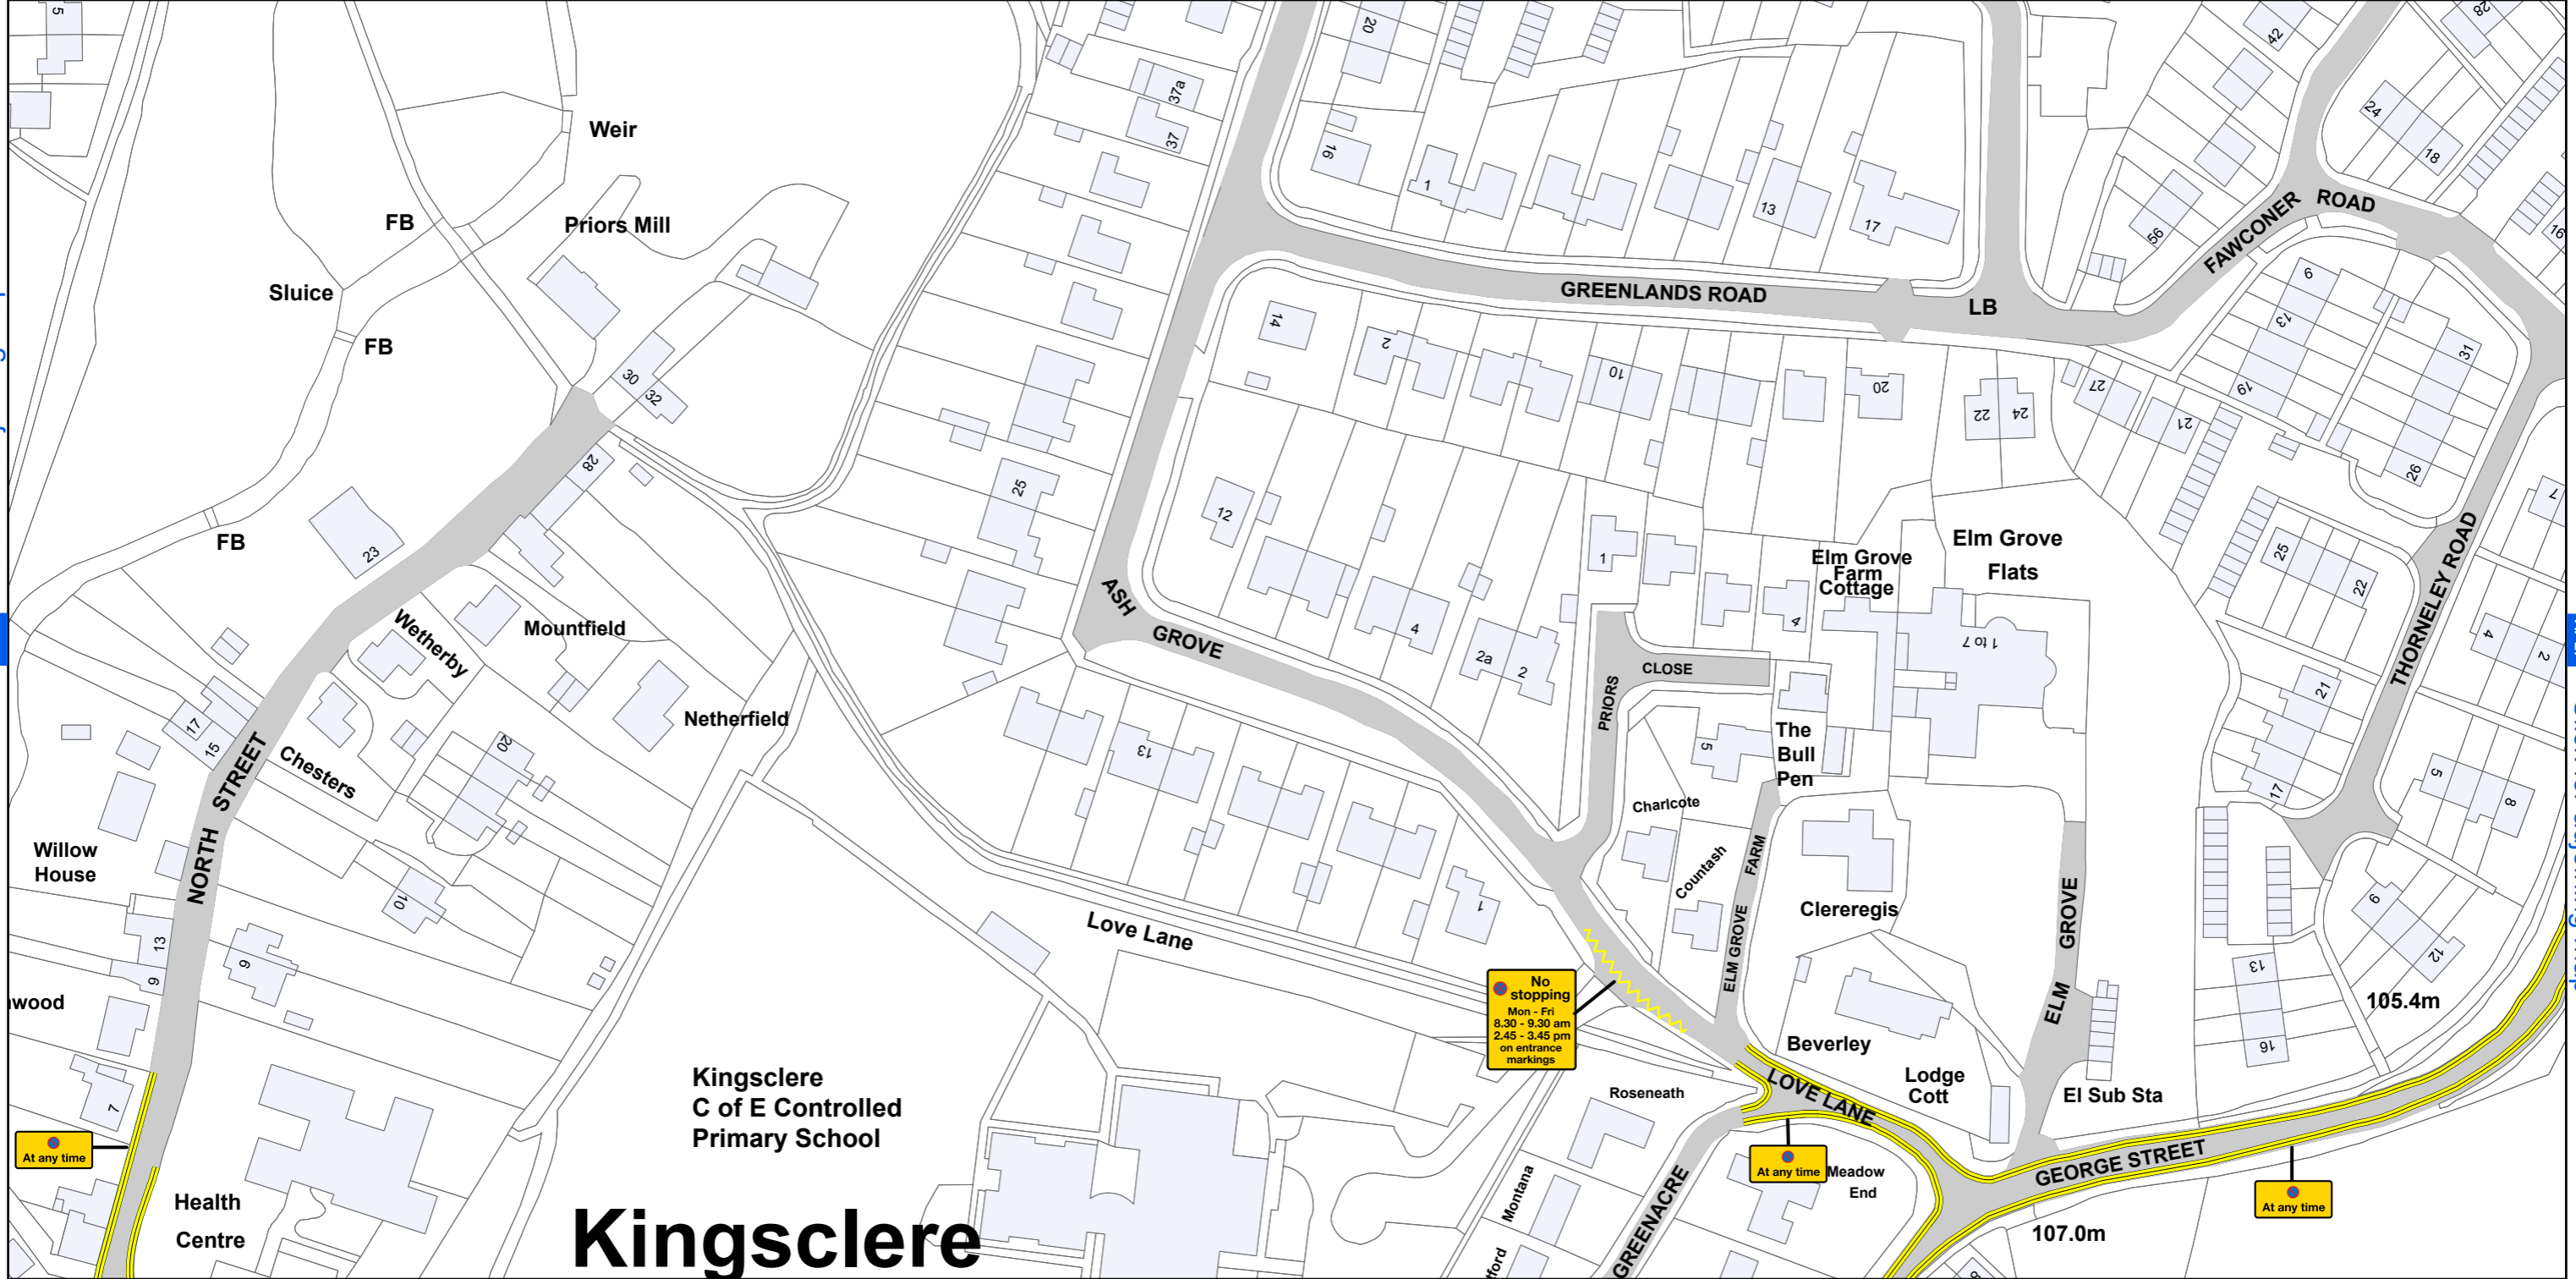 5
20
42
28
37a
37
24
18
Weir
16
1
13
17
56
16
FB
Priors Mill
FAWCONER ROAD
Sluice
GREENLANDS ROAD
LB
9
13
19
31
FB
14
2
10
20
22
24
27
21
26
7
30
32
28
25
12
FB
23
1
Elm Grove
Farm
Cottage
Elm Grove
Flats
25
22
THORNELEY ROAD
ASH
GROVE
4
2a
2
4
1 to 7
4
2
Wetherby
Mountfield
Netherfield
PRIORS
CLOSE
21
17
17
15
Chesters
20
13
5
The
Bull
Pen
5
8
NORTH STREET
Willow
House
10
Charlcote
Countash
ELM GROVE FARM
Clereregis
ELM GROVE
1
13
9
6
Love Lane
9
12
13
16
105.4m
No
stopping
Mon - Fri
8.30 - 9.30 am
2.45 - 3.45 pm
on entrance
markings
Beverley
Lodge
Cott
El Sub Sta
Kingsclere
C of E Controlled
Primary School
Roseneath
LOVE LANE
7
At any time
Health
Centre
At any time
Meadow
End
GEORGE STREET
At any time
Montana
GREENACRE
107.0m
Kingsclere